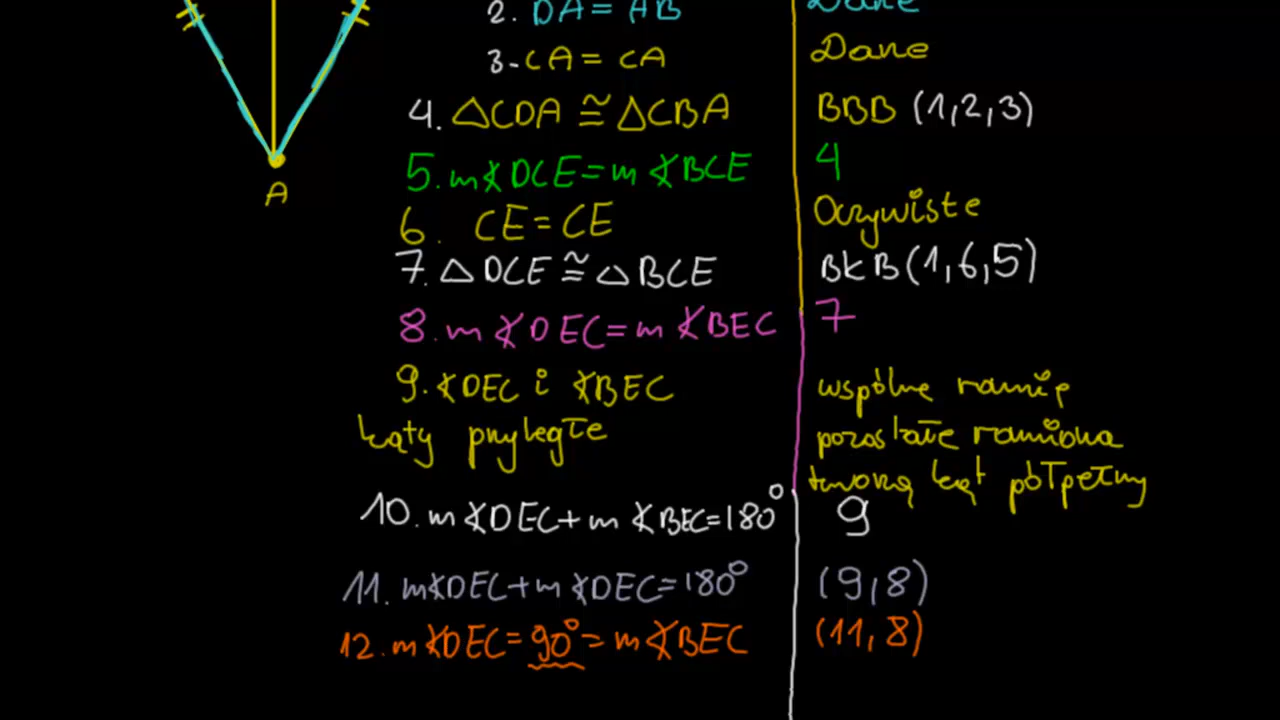 2. DA = AB Dane
3. CA = CA Dane
4. △CDA ≅ △CBA BBB (1,2,3)
A
5. m∢DCE = m∢BCE 4
6. CE = CE Oczywiste
7. △DCE ≅ △BCE BKB (1,6,5)
8. m∢DEC = m∢BEC 7
9. ∢DEC i ∢BEC wspólne ramię
kąty przyległe pozostałe ramiona
tworzą kąt półpełny
10. m∢DEC + m∢BEC = 180° 9
11. m∢DEC + m∢DEC = 180° (9,8)
12. m∢DEC = 90° = m∢BEC (11,8)